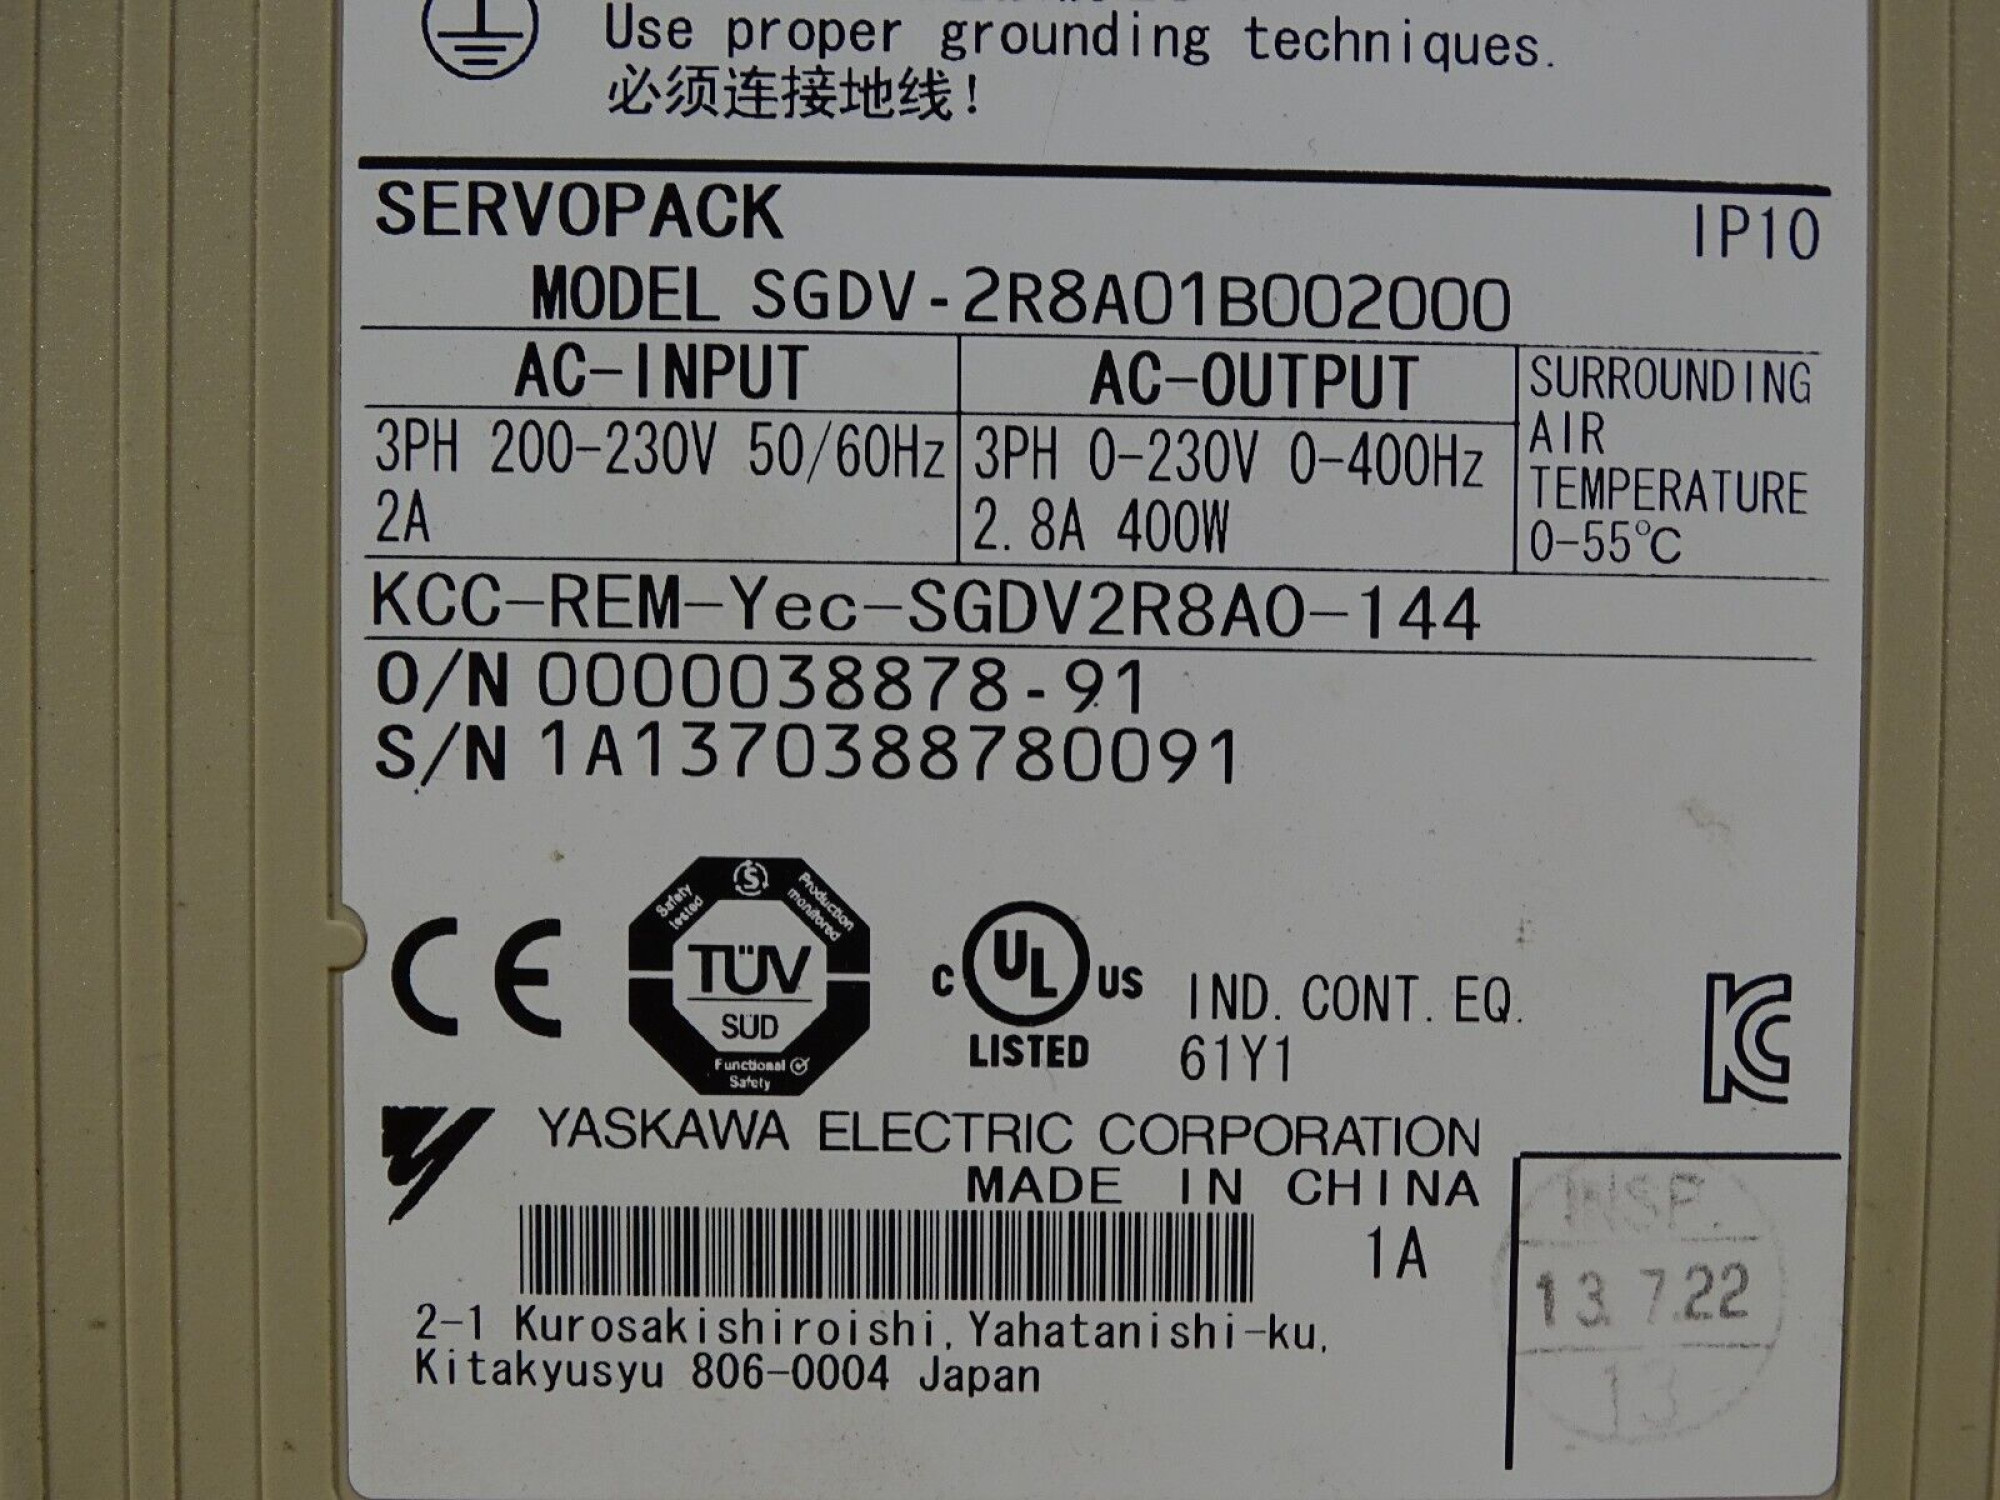 Use proper grounding techniques.
必须连接地线!
SERVOPACK
IP10
MODEL SGDV-2R8A01B002000
AC-INPUT
AC-OUTPUT
SURROUNDING
AIR
TEMPERATURE
0-55℃
3PH 200-230V 50/60Hz
2A
3PH 0-230V 0-400Hz
2.8A 400W
KCC-REM-Yec-SGDV2R8A0-144
O/N 0000038878-91
S/N 1A1370388780091
CE
Safety
tested
S
Production
monitored
TÜV
SÜD
Functional
Safety
C UL US
LISTED
IND. CONT. EQ.
61Y1
KC
YASKAWA ELECTRIC CORPORATION
MADE IN CHINA
1A
2-1 Kurosakishiroishi, Yahatanishi-ku,
Kitakyusyu 806-0004 Japan
INSP.
13.7.22
13